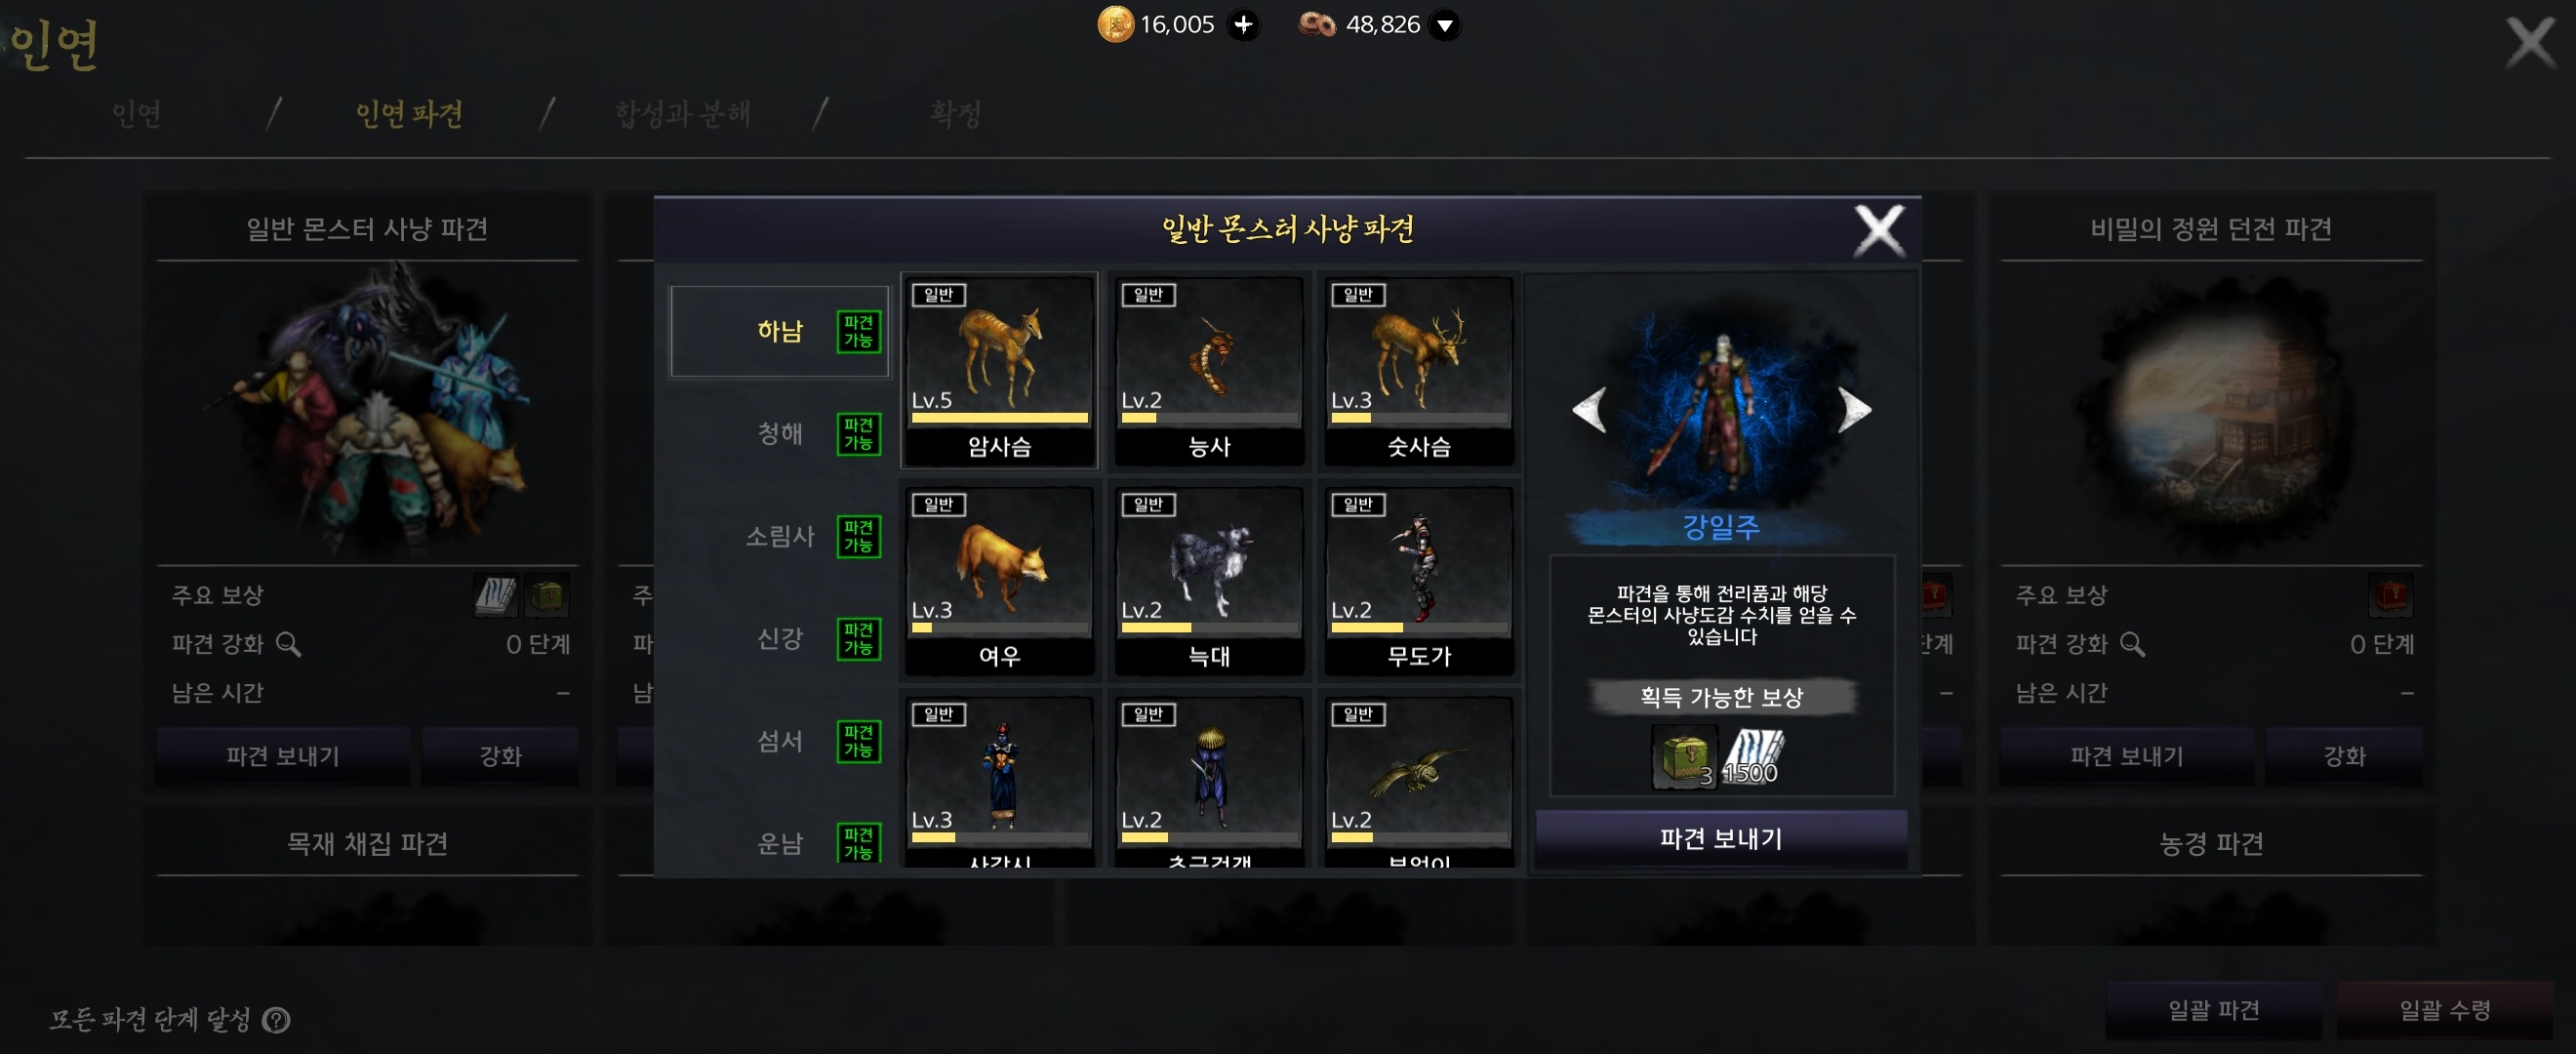 인연
16,005
48,826
인연 / 인연 파견 / 합성과 분해 / 확정
일반 몬스터 사냥 파견
주요 보상
파견 강화
0 단계
남은 시간
–
파견 보내기
강화
목재 채집 파견
일반 몬스터 사냥 파견
하남
파견
가능
청해
파견
가능
소림사
파견
가능
신강
파견
가능
섬서
파견
가능
운남
파견
가능
일반
Lv.5
암사슴
일반
Lv.2
능사
일반
Lv.3
숫사슴
일반
Lv.3
여우
일반
Lv.2
늑대
일반
Lv.2
무도가
일반
Lv.3
일반
Lv.2
일반
Lv.2
강일주
파견을 통해 전리품과 해당
몬스터의 사냥도감 수치를 얻을 수
있습니다
획득 가능한 보상
3
1500
파견 보내기
비밀의 정원 던전 파견
주요 보상
파견 강화
0 단계
남은 시간
–
파견 보내기
강화
농경 파견
모든 파견 단계 달성 ?
일괄 파견
일괄 수령